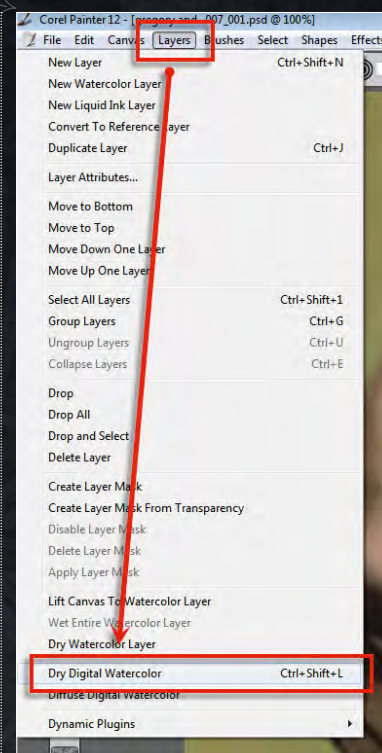 Corel Painter 12 - [gregory and 007_001.psd @ 100%]
File Edit Canvas Layers Brushes Select Shapes Effects
New Layer Ctrl+Shift+N
New Watercolor Layer
New Liquid Ink Layer
Convert To Reference Layer
Duplicate Layer Ctrl+J
Layer Attributes...
Move to Bottom
Move to Top
Move Down One Layer
Move Up One Layer
Select All Layers Ctrl+Shift+1
Group Layers Ctrl+G
Ungroup Layers Ctrl+U
Collapse Layers Ctrl+E
Drop
Drop All
Drop and Select
Delete Layer
Create Layer Mask
Create Layer Mask From Transparency
Disable Layer Mask
Delete Layer Mask
Apply Layer Mask
Lift Canvas To Watercolor Layer
Wet Entire Watercolor Layer
Dry Watercolor Layer
Dry Digital Watercolor Ctrl+Shift+L
Diffuse Digital Watercolor
Dynamic Plugins